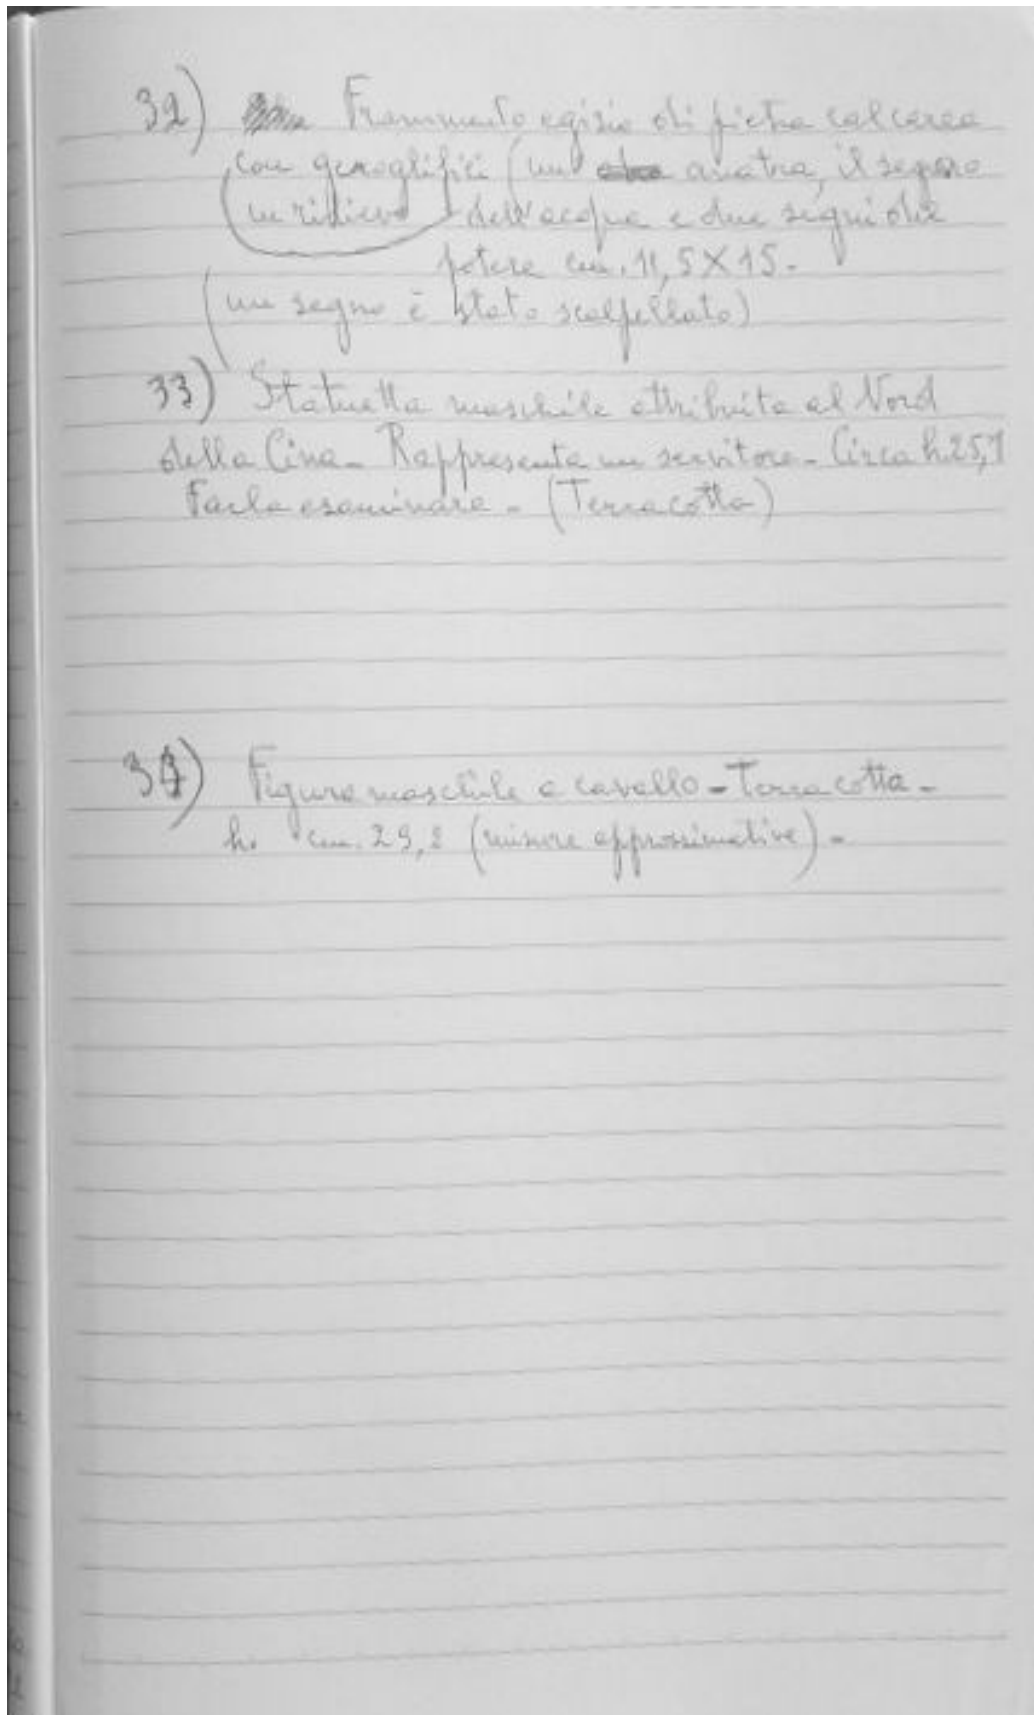 32) Frammento egizio di pietra calcarea
con geroglifici (un anatra, il segno
in rilievo dell'acqua e due segni del
potere cm. 11,5 X 15.
(un segno è stato scalpellato)
33) Statuetta maschile attribuita al Nord
della Cina - Rappresenta un servitore - Circa h. 25,1
Farla esaminare - (Terracotta)
34) Figura maschile a cavallo - Terracotta -
h. cm. 29,2 (misure approssimative) -